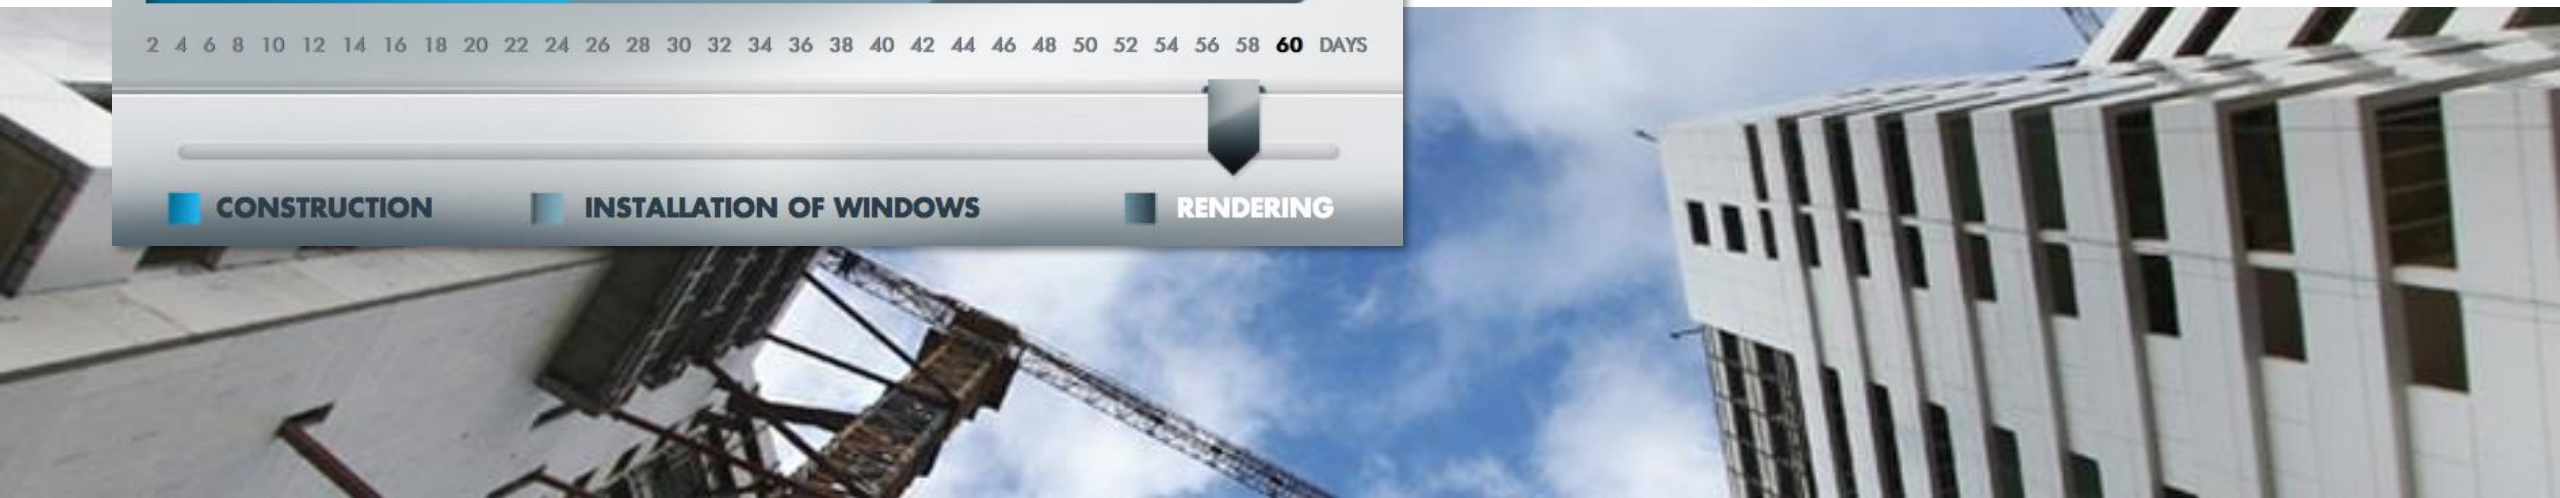 2 4 6 8 10 12 14 16 18 20 22 24 26 28 30 32 34 36 38 40 42 44 46 48 50 52 54 56 58 60 DAYS
CONSTRUCTION INSTALLATION OF WINDOWS RENDERING